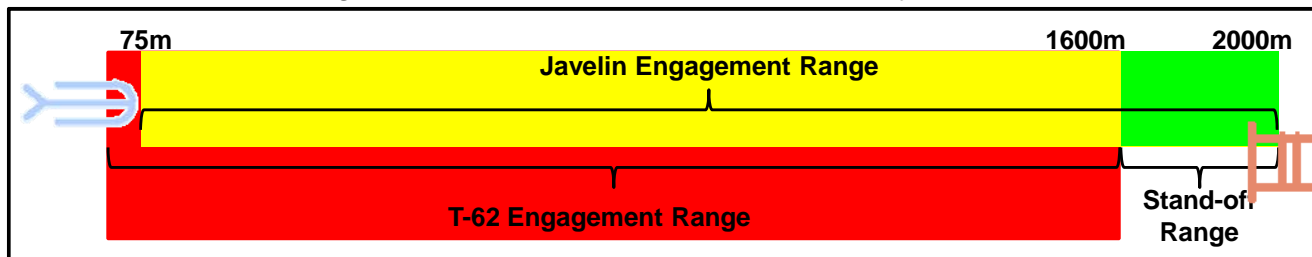 75m 1600m 2000m
Javelin Engagement Range
T-62 Engagement Range
Stand-off
Range